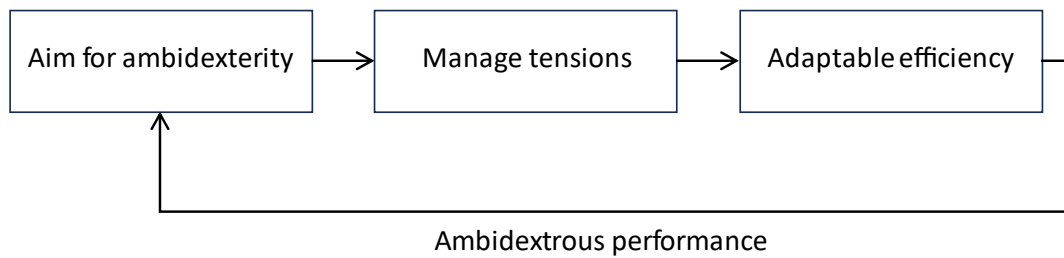 Aim for ambidexterity
Manage tensions
Adaptable efficiency
Ambidextrous performance